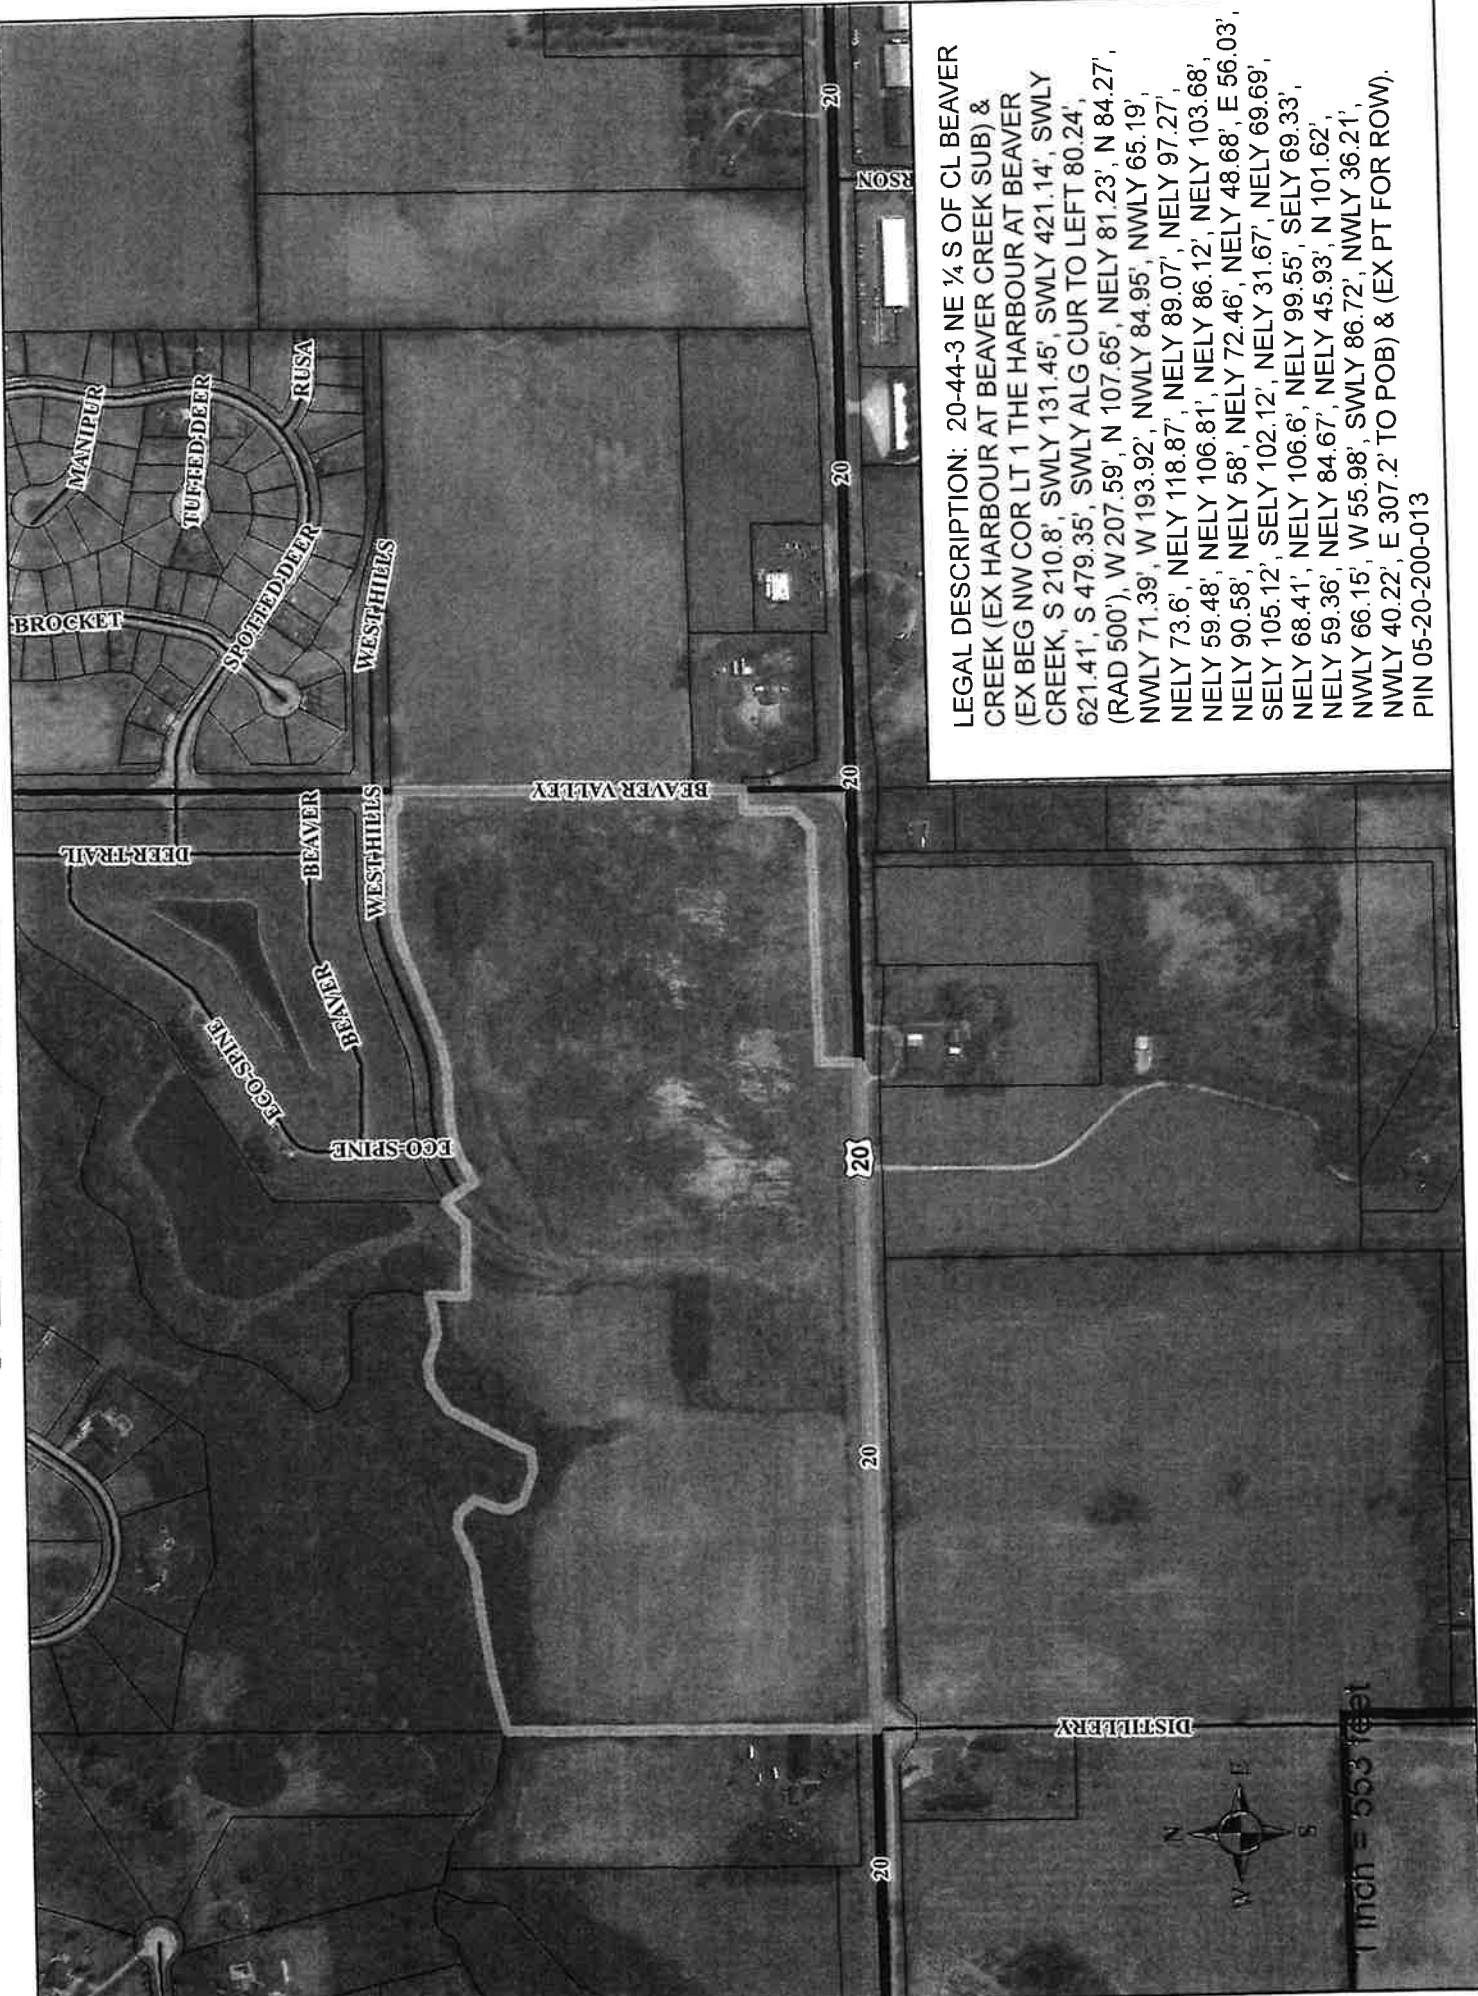 MANIPUR
TUFTED-DEER
RUSA
BROCKET
SPOTTED-DEER
WEST HILLS
DEER-TRAIL
BEAVER
WEST HILLS
BEAVER VALLEY
ECO-SPINE
BEAVER
ECO-SPINE
20
20
20
20
20
20
RSON
DISTILLERY
N
W
E
S
1 inch = 553 feet
LEGAL DESCRIPTION: 20-44-3 NE ¼ S OF CL BEAVER
CREEK (EX HARBOUR AT BEAVER CREEK SUB) &
(EX BEG NW COR LT 1 THE HARBOUR AT BEAVER
CREEK, S 210.8', SWLY 131.45', SWLY 421.14', SWLY
621.41', S 479.35', SWLY ALG CUR TO LEFT 80.24',
(RAD 500'), W 207.59', N 107.65', NELY 81.23', N 84.27',
NWLY 71.39', W 193.92', NWLY 84.95', NWLY 65.19',
NELY 73.6', NELY 118.87', NELY 89.07', NELY 97.27',
NELY 59.48', NELY 106.81', NELY 86.12', NELY 103.68',
NELY 90.58', NELY 58', NELY 72.46', NELY 48.68', E 56.03',
SELY 105.12', SELY 102.12', NELY 31.67', NELY 69.69',
NELY 68.41', NELY 106.6', NELY 99.55', SELY 69.33',
NELY 59.36', NELY 84.67', NELY 45.93', N 101.62',
NWLY 66.15', W 55.98', SWLY 86.72', NWLY 36.21',
NWLY 40.22', E 307.2' TO POB) & (EX PT FOR ROW).
PIN 05-20-200-013